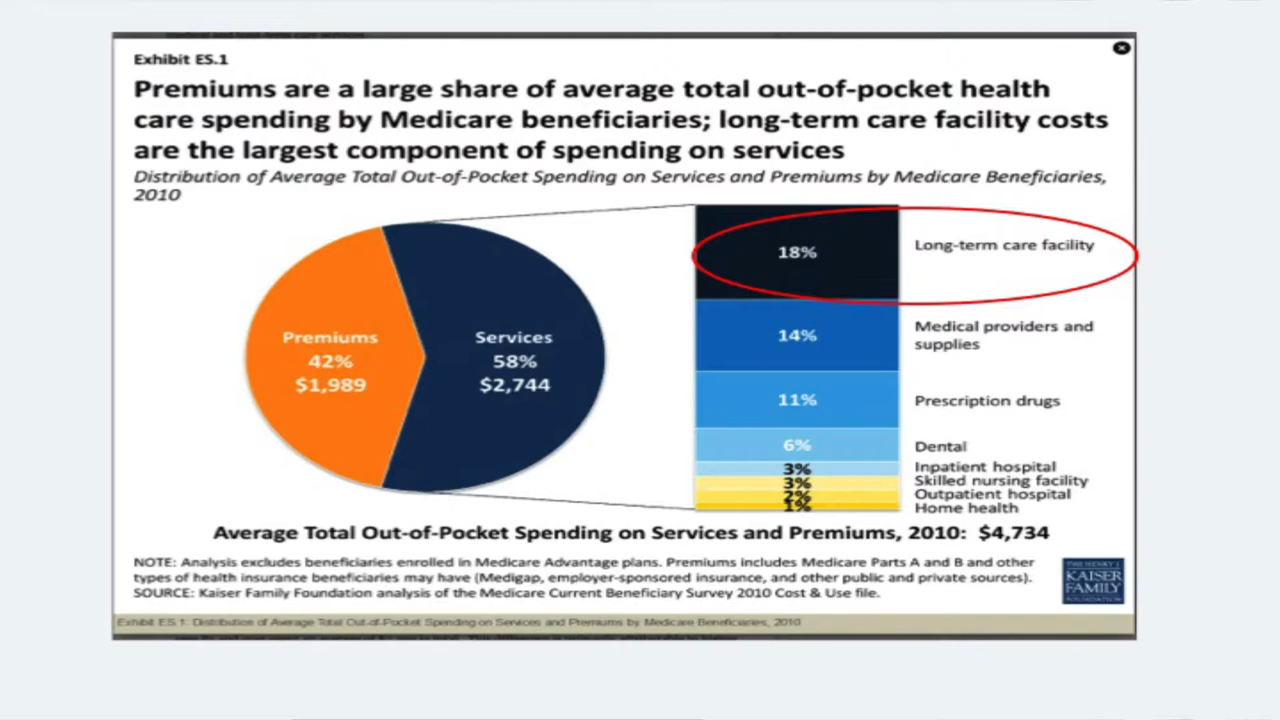 Exhibit ES.1
Premiums are a large share of average total out-of-pocket health
care spending by Medicare beneficiaries; long-term care facility costs
are the largest component of spending on services
Distribution of Average Total Out-of-Pocket Spending on Services and Premiums by Medicare Beneficiaries,
2010
Premiums
42%
$1,989
Services
58%
$2,744
18%
Long-term care facility
14%
Medical providers and
supplies
11%
Prescription drugs
6%
Dental
3%
Inpatient hospital
3%
Skilled nursing facility
2%
Outpatient hospital
1%
Home health
Average Total Out-of-Pocket Spending on Services and Premiums, 2010: $4,734
NOTE: Analysis excludes beneficiaries enrolled in Medicare Advantage plans. Premiums includes Medicare Parts A and B and other
types of health insurance beneficiaries may have (Medigap, employer-sponsored insurance, and other public and private sources).
SOURCE: Kaiser Family Foundation analysis of the Medicare Current Beneficiary Survey 2010 Cost & Use file.
THE HENRY J.
KAISER
FAMILY
FOUNDATION
Exhibit ES.1: Distribution of Average Total Out-of-Pocket Spending on Services and Premiums by Medicare Beneficiaries, 2010